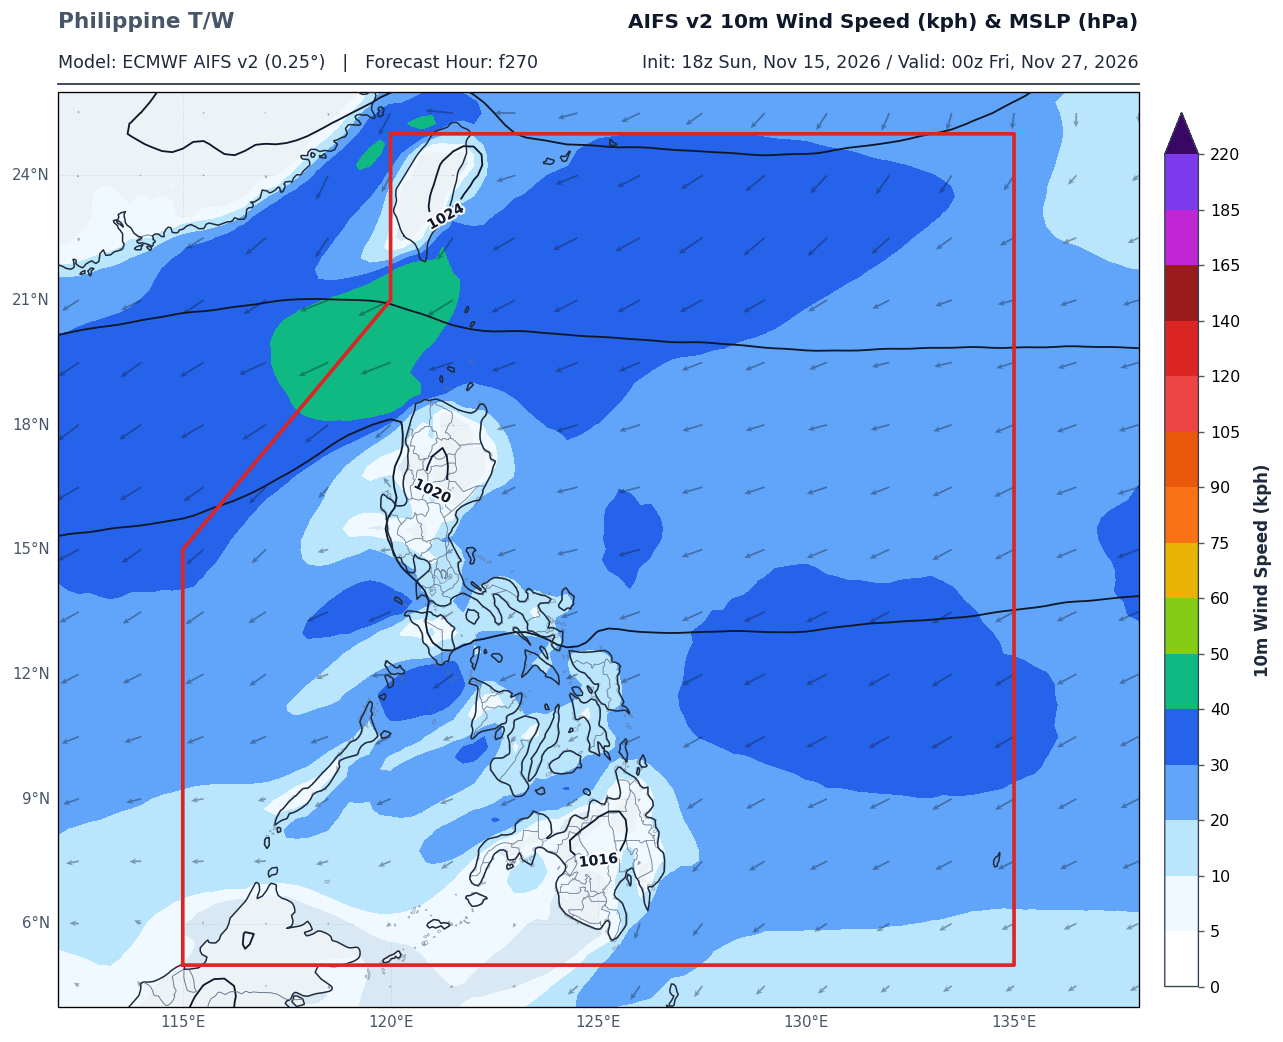 Philippine T/W
AIFS v2 10m Wind Speed (kph) & MSLP (hPa)
Model: ECMWF AIFS v2 (0.25°) | Forecast Hour: f270
Init: 18z Sun, Nov 15, 2026 / Valid: 00z Fri, Nov 27, 2026
24°N
21°N
18°N
15°N
12°N
9°N
6°N
115°E
120°E
125°E
130°E
135°E
1024
1020
1016
220
185
165
140
120
105
90
75
60
50
40
30
20
10
5
0
10m Wind Speed (kph)